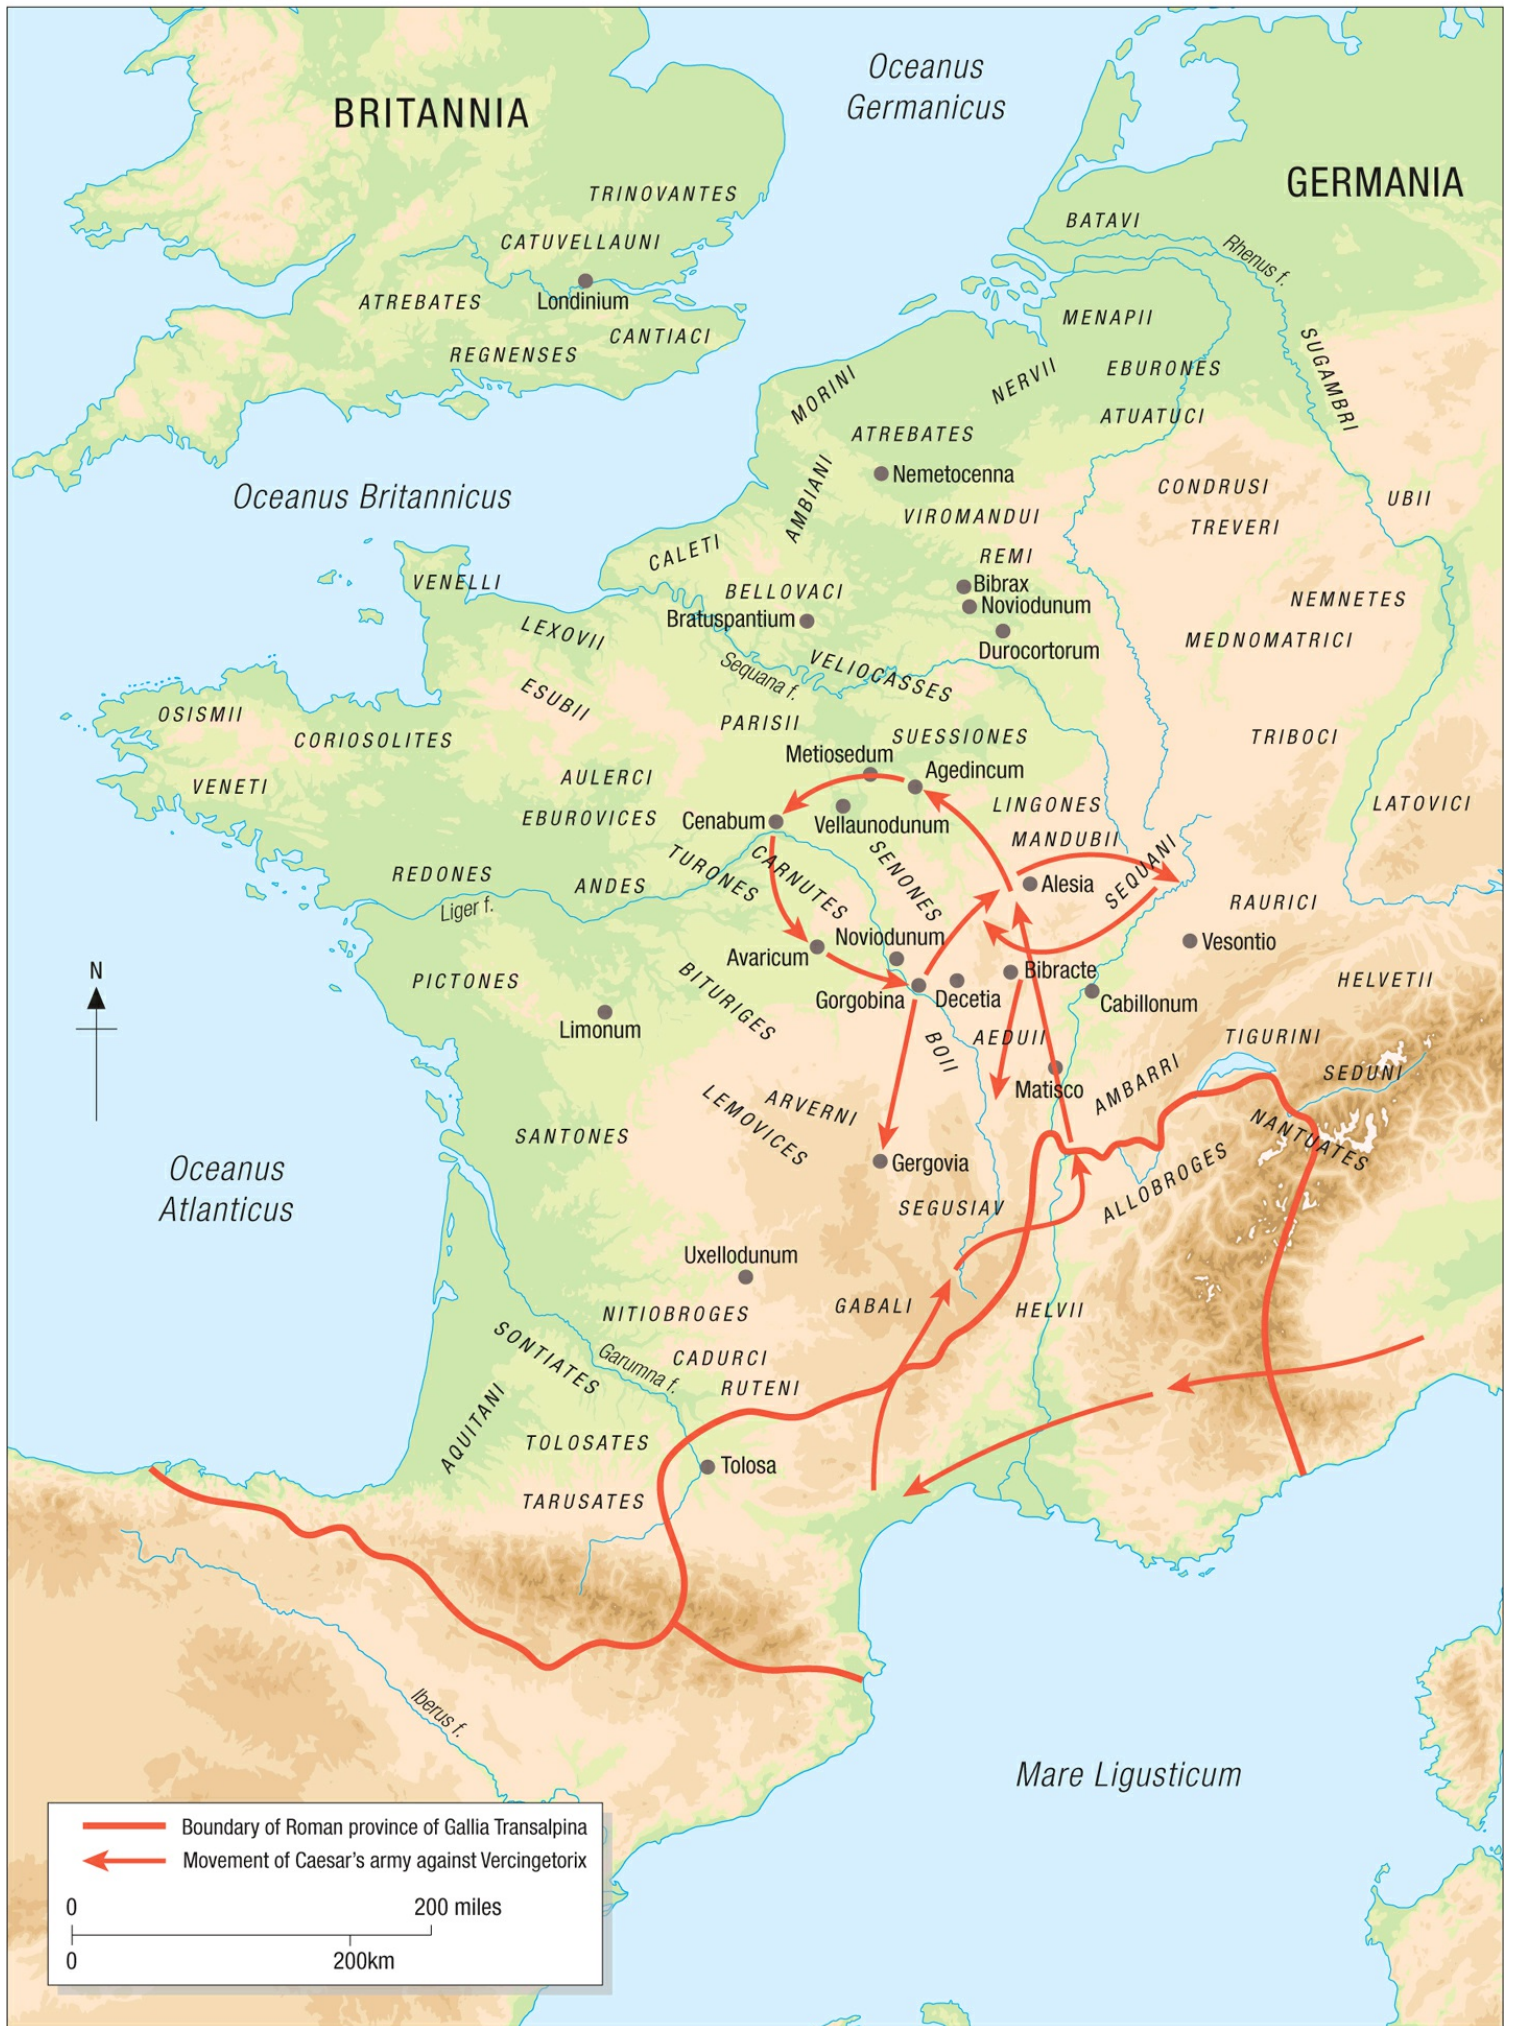 Oceanus
Germanicus
BRITANNIA
GERMANIA
TRINOVANTES
BATAVI
CATUVELLAUNI
Rhenus f.
Londinium
ATREBATES
CANTIACI
REGNENSES
MENAPII
SUGAMBRI
NERVII
EBURONES
MORINI
ATUATUCI
ATREBATES
Nemetocenna
AMBIANI
CONDRUSI
UBII
Oceanus Britannicus
VIROMANDUI
TREVERI
CALETI
REMI
VENELLI
Bibrax
BELLOVACI
Noviodunum
NEMNETES
Bratuspantium
LEXOVII
Durocortorum
MEDNOMATRICI
Sequana f.
VELIOCASSES
ESUBII
OSISMII
PARISII
CORIOSOLITES
SUESSIONES
TRIBOCI
Metiosedum
Agedincum
AULERCI
VENETI
LINGONES
LATOVICI
EBUROVICES
Cenabum
Vellaunodunum
MANDUBII
SENONES
SEQUANI
TURONES
CARNUTES
REDONES
ANDES
Alesia
Liger f.
RAURICI
Noviodunum
Vesontio
Avaricum
N
Bibracte
PICTONES
BITURIGES
HELVETII
Gorgobina
Decetia
Cabillonum
Limonum
BOII
AEDUII
TIGURINI
SEDUNI
Matisco
AMBARRI
ARVERNI
LEMOVICES
SANTONES
NANTUATES
Gergovia
ALLOBROGES
Oceanus
Atlanticus
SEGUSIAV
Uxellodunum
NITIOBROGES
GABALI
HELVII
SONTIATES
Garumna f.
CADURCI
RUTENI
AQUITANI
TOLOSATES
Tolosa
TARUSATES
Iberus f.
Mare Ligusticum
Boundary of Roman province of Gallia Transalpina
Movement of Caesar's army against Vercingetorix
0 200 miles
0 200km